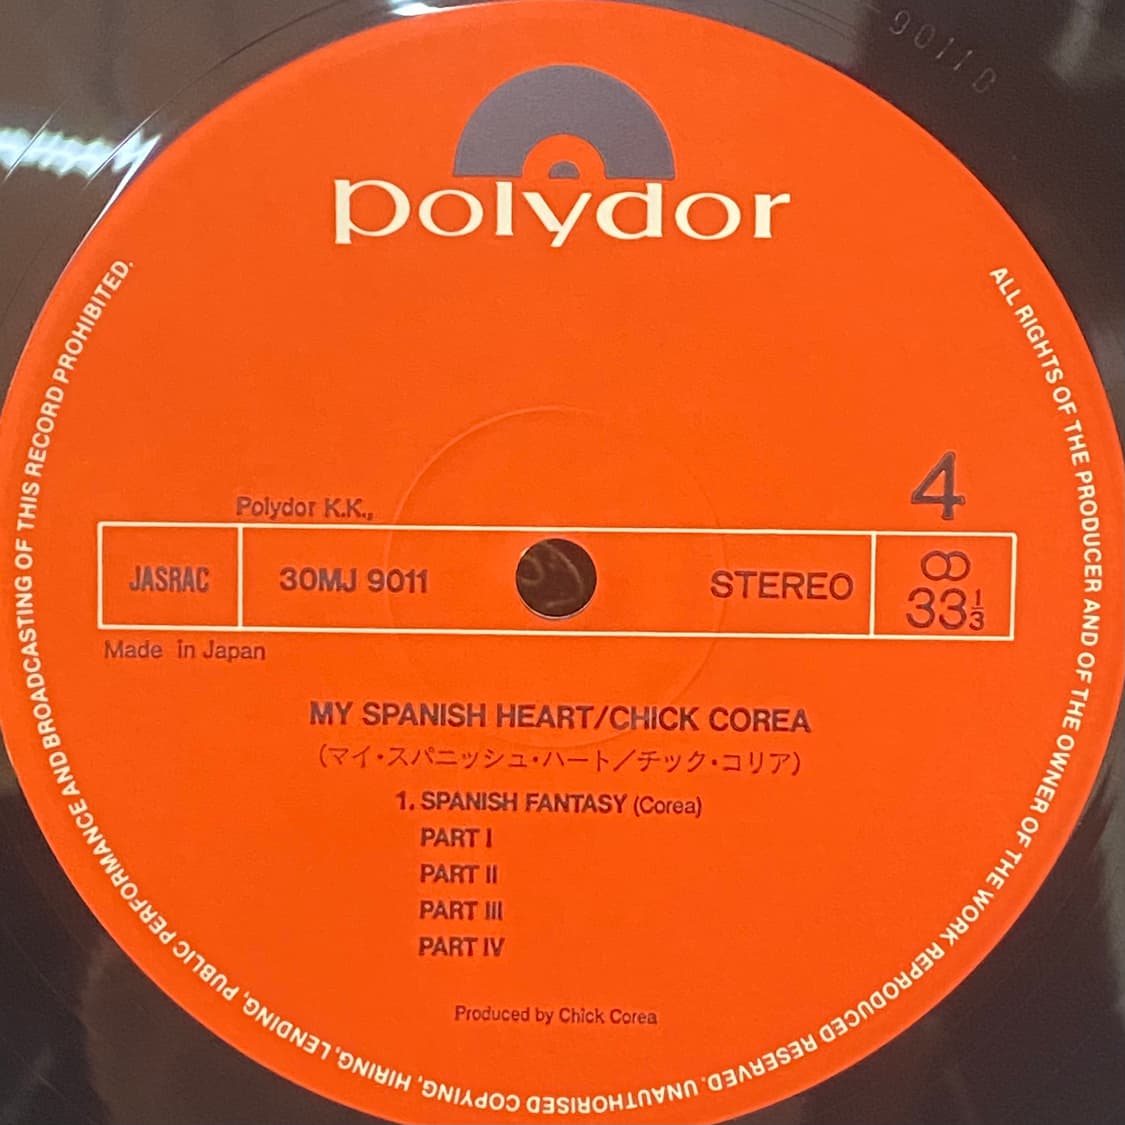 9011 D
polydor
4
Polydor K.K.,
JASRAC 30MJ 9011 STEREO ∞ 33 1/3
Made in Japan
MY SPANISH HEART/CHICK COREA
(マイ・スパニッシュ・ハート／チック・コリア)
1. SPANISH FANTASY (Corea)
PART I
PART II
PART III
PART IV
Produced by Chick Corea
ALL RIGHTS OF THE PRODUCER AND OF THE OWNER OF THE WORK REPRODUCED RESERVED. UNAUTHORISED COPYING, HIRING, LENDING, PUBLIC PERFORMANCE AND BROADCASTING OF THIS RECORD PROHIBITED.